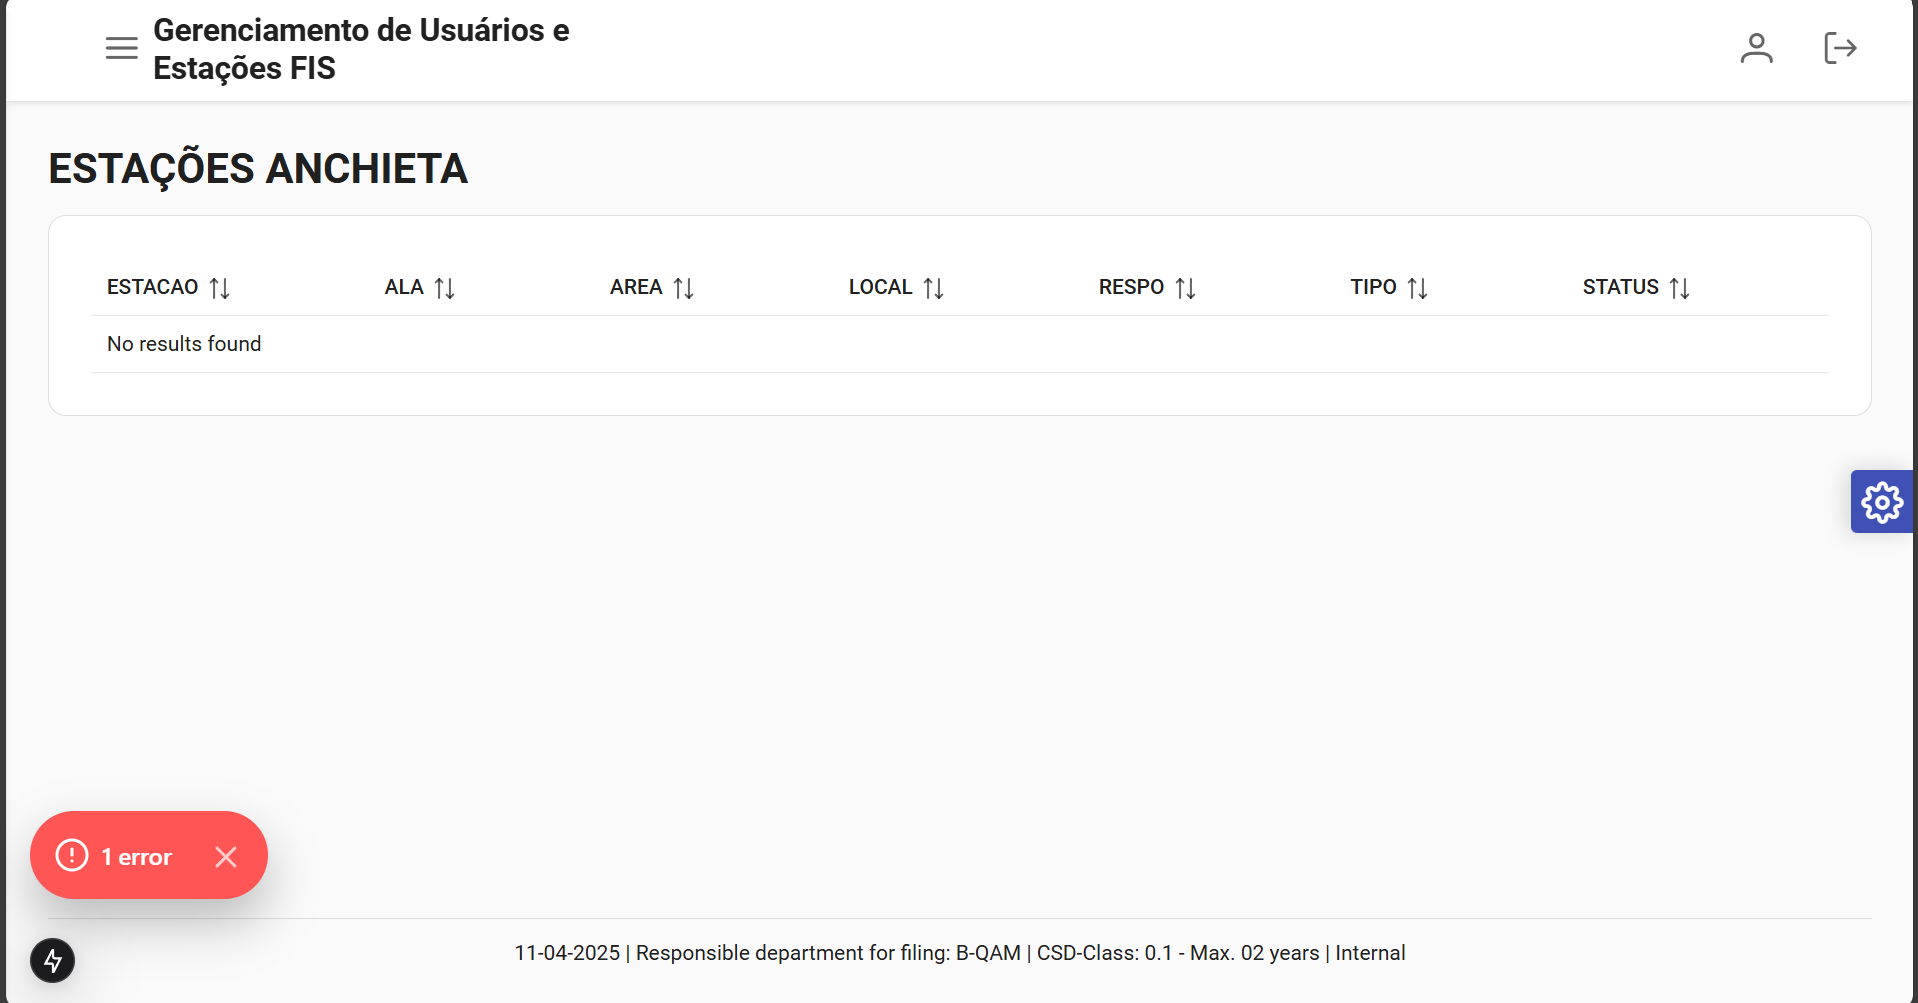 Gerenciamento de Usuários e
Estações FIS
ESTAÇÕES ANCHIETA
ESTACAO ALA AREA LOCAL RESPO TIPO STATUS
No results found
1 error
11-04-2025 | Responsible department for filing: B-QAM | CSD-Class: 0.1 - Max. 02 years | Internal